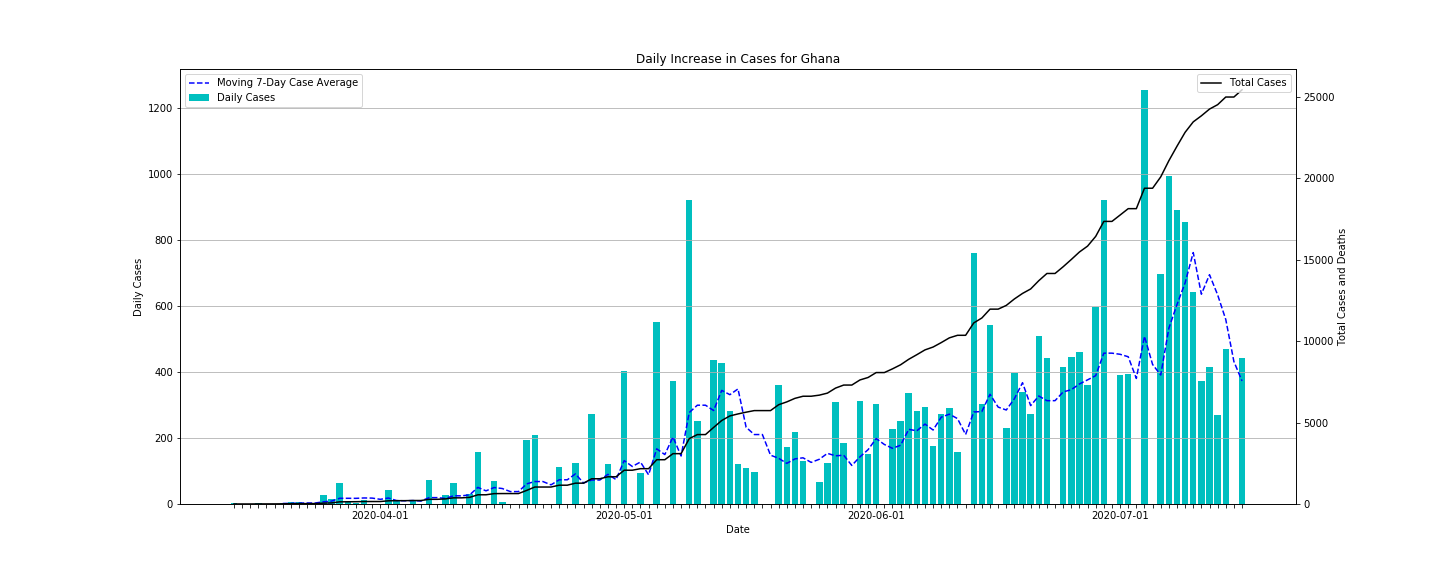 Daily Increase in Cases for Ghana
Moving 7-Day Case Average
Daily Cases
Total Cases
1200
1000
800
600
400
200
0
Daily Cases
25000
20000
15000
10000
5000
0
Total Cases and Deaths
2020-04-01
2020-05-01
2020-06-01
2020-07-01
Date